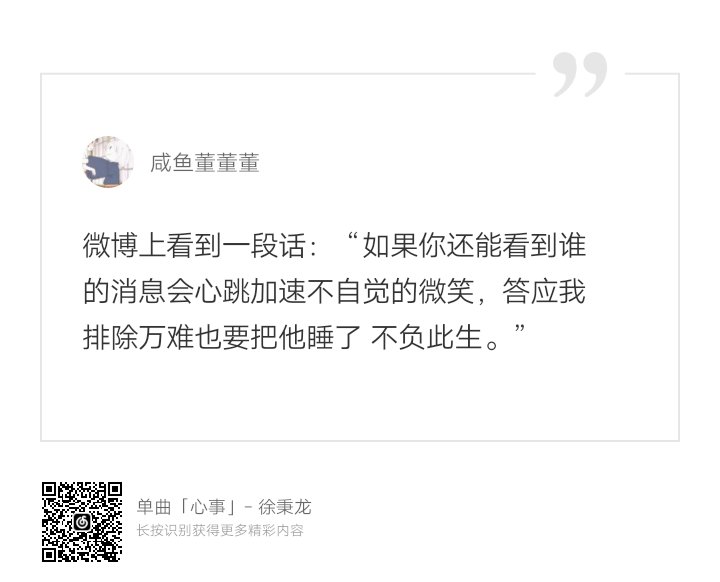 咸鱼董董董
微博上看到一段话：“如果你还能看到谁
的消息会心跳加速不自觉的微笑，答应我
排除万难也要把他睡了 不负此生。”
单曲「心事」- 徐秉龙
长按识别获得更多精彩内容